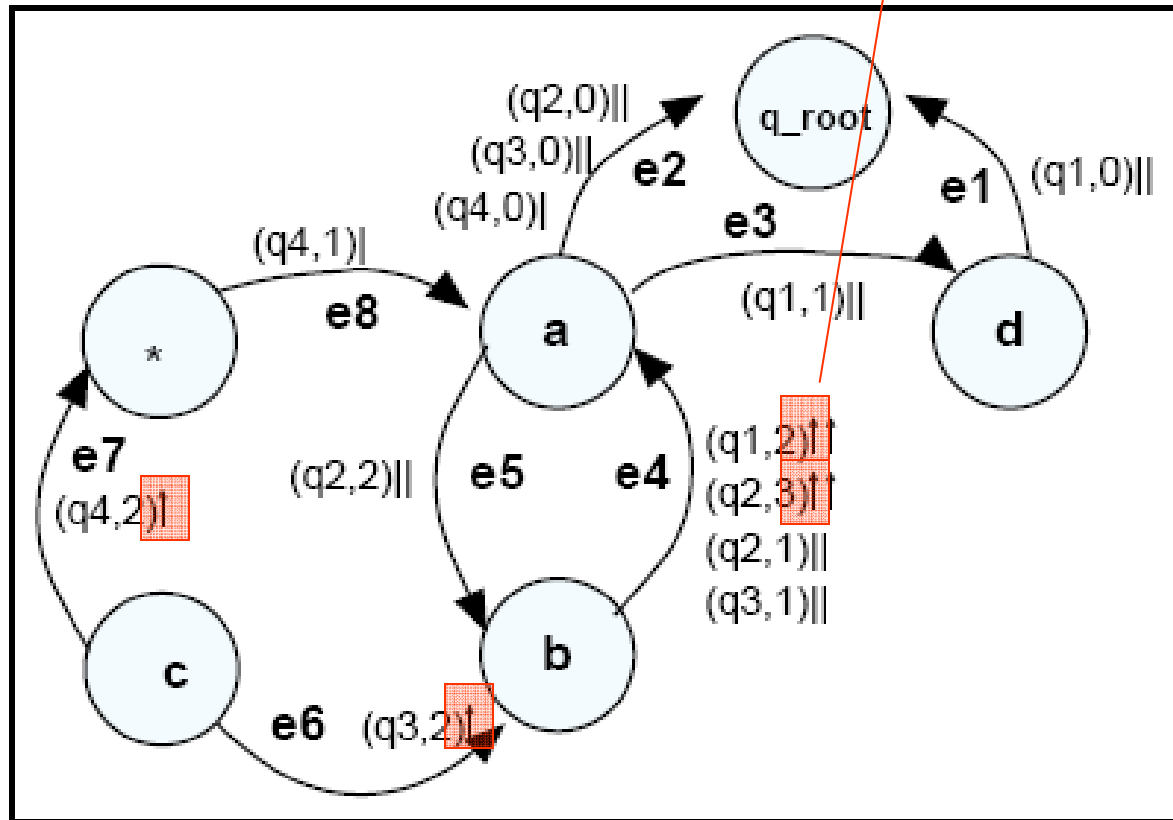 (q2,0)||
q_root
(q3,0)||
e2
(q1,0)||
e1
(q4,0)|
e3
(q4,1)|
e8
(q1,1)||
a
d
*
e7
(q4,2)↑
(q2,2)||
e5
e4
(q1,2)↑↑
(q2,3)↑↑
(q2,1)||
(q3,1)||
c
b
e6
(q3,2)↑